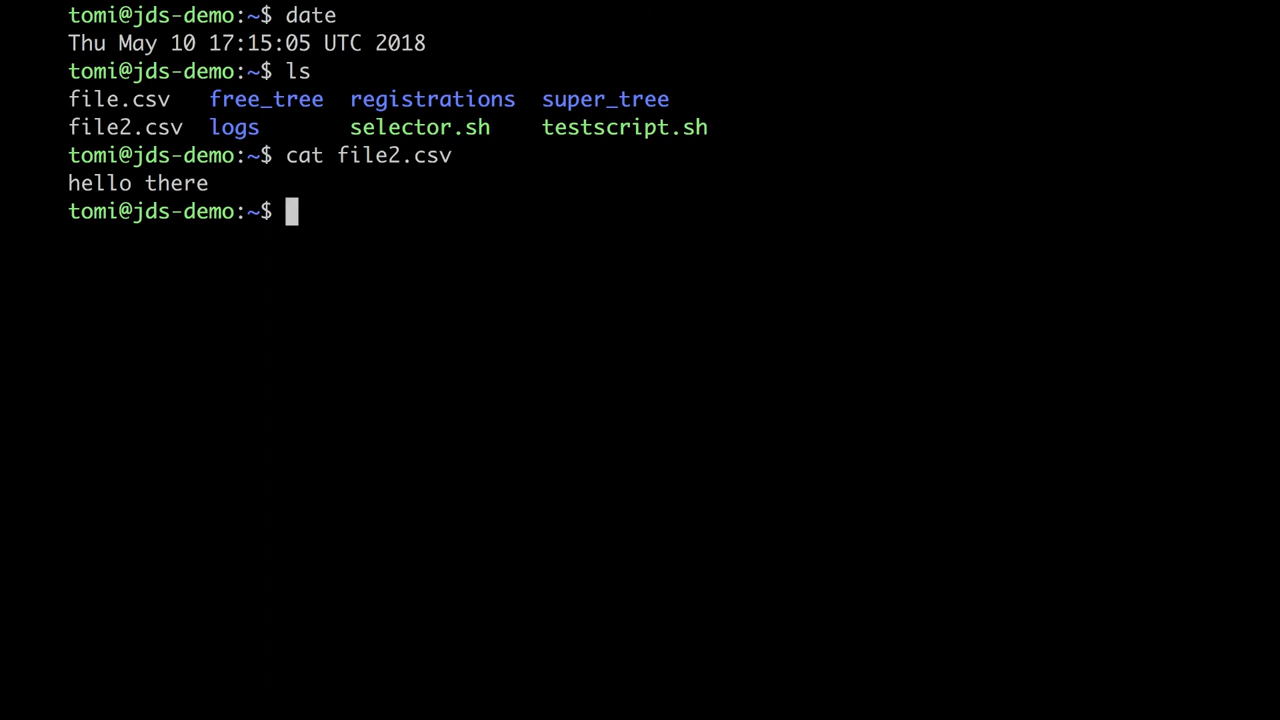 tomi@jds-demo:~$ date
Thu May 10 17:15:05 UTC 2018
tomi@jds-demo:~$ ls
file.csv free_tree registrations super_tree
file2.csv logs selector.sh testscript.sh
tomi@jds-demo:~$ cat file2.csv
hello there
tomi@jds-demo:~$